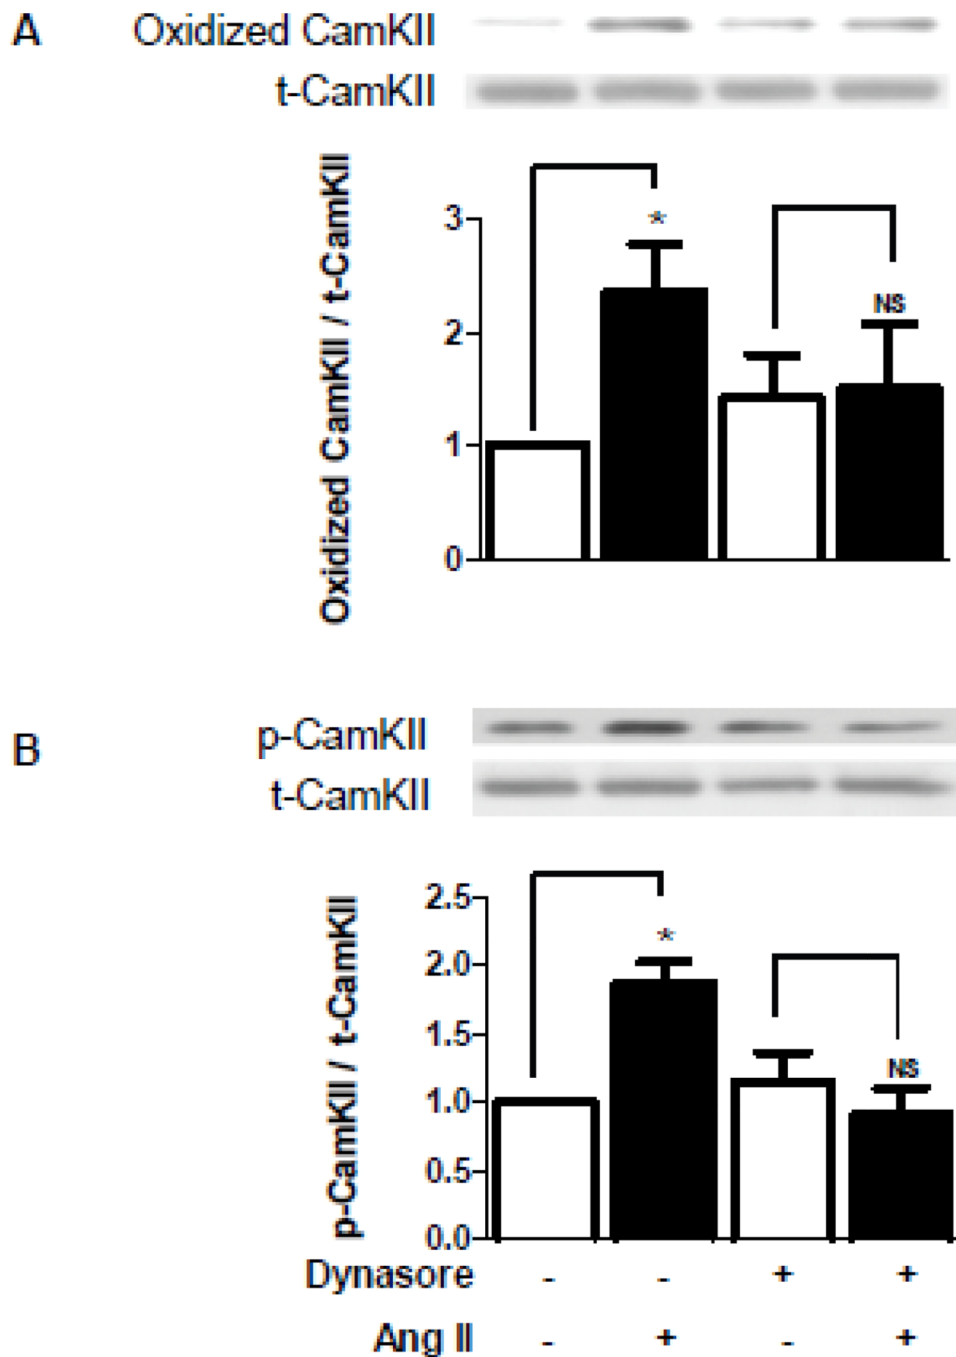 A Oxidized CamKII
t-CamKII
Oxidized CamKII / t-CamKII
3
2
1
0
*
NS
B p-CamKII
t-CamKII
p-CamKII / t-CamKII
2.5
2.0
1.5
1.0
0.5
0.0
*
NS
Dynasore - - + +
Ang II - + - +